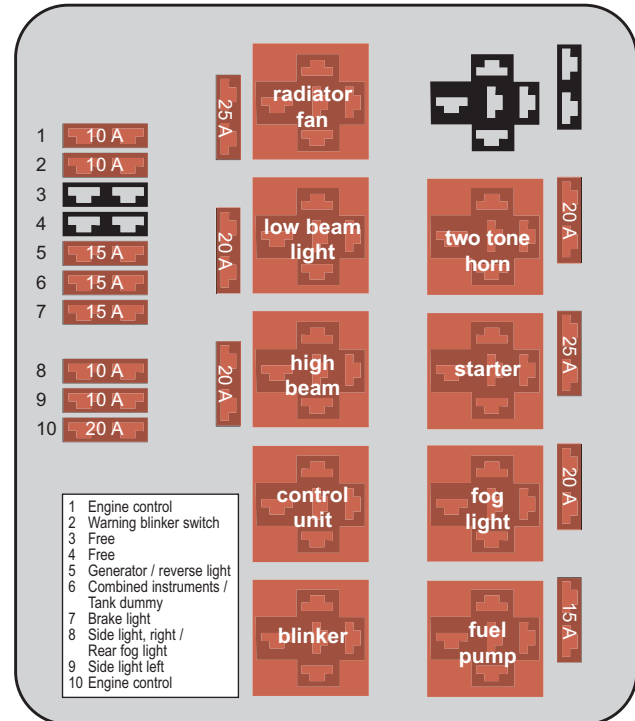 radiator
fan
25 A
1 10 A
2 10 A
3
4
5 15 A
6 15 A
7 15 A
8 10 A
9 10 A
10 20 A
low beam
light
20 A
two tone
horn
20 A
high
beam
20 A
starter
25 A
control
unit
fog
light
20 A
blinker
fuel
pump
15 A
1 Engine control
2 Warning blinker switch
3 Free
4 Free
5 Generator / reverse light
6 Combined instruments /
Tank dummy
7 Brake light
8 Side light, right /
Rear fog light
9 Side light left
10 Engine control